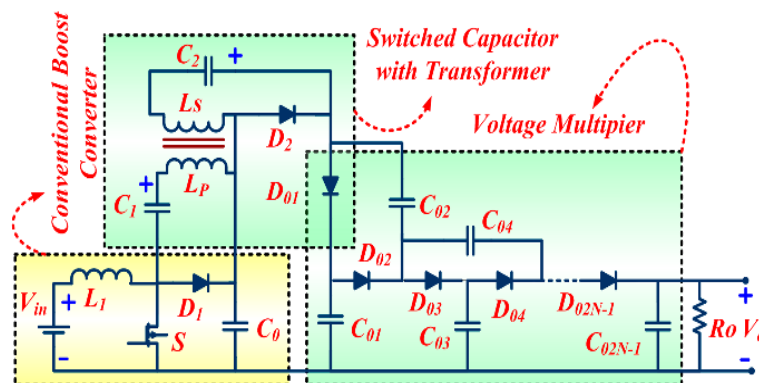 C2
+
Switched Capacitor
with Transformer
Ls
D2
Voltage Multipier
Conventional Boost
Converter
+
LP
C1
D01
C02
C04
D02
Vin
+
L1
D1
D03
D04
D02N-1
-
S
C0
C01
C03
C02N-1
Ro
+
V
-